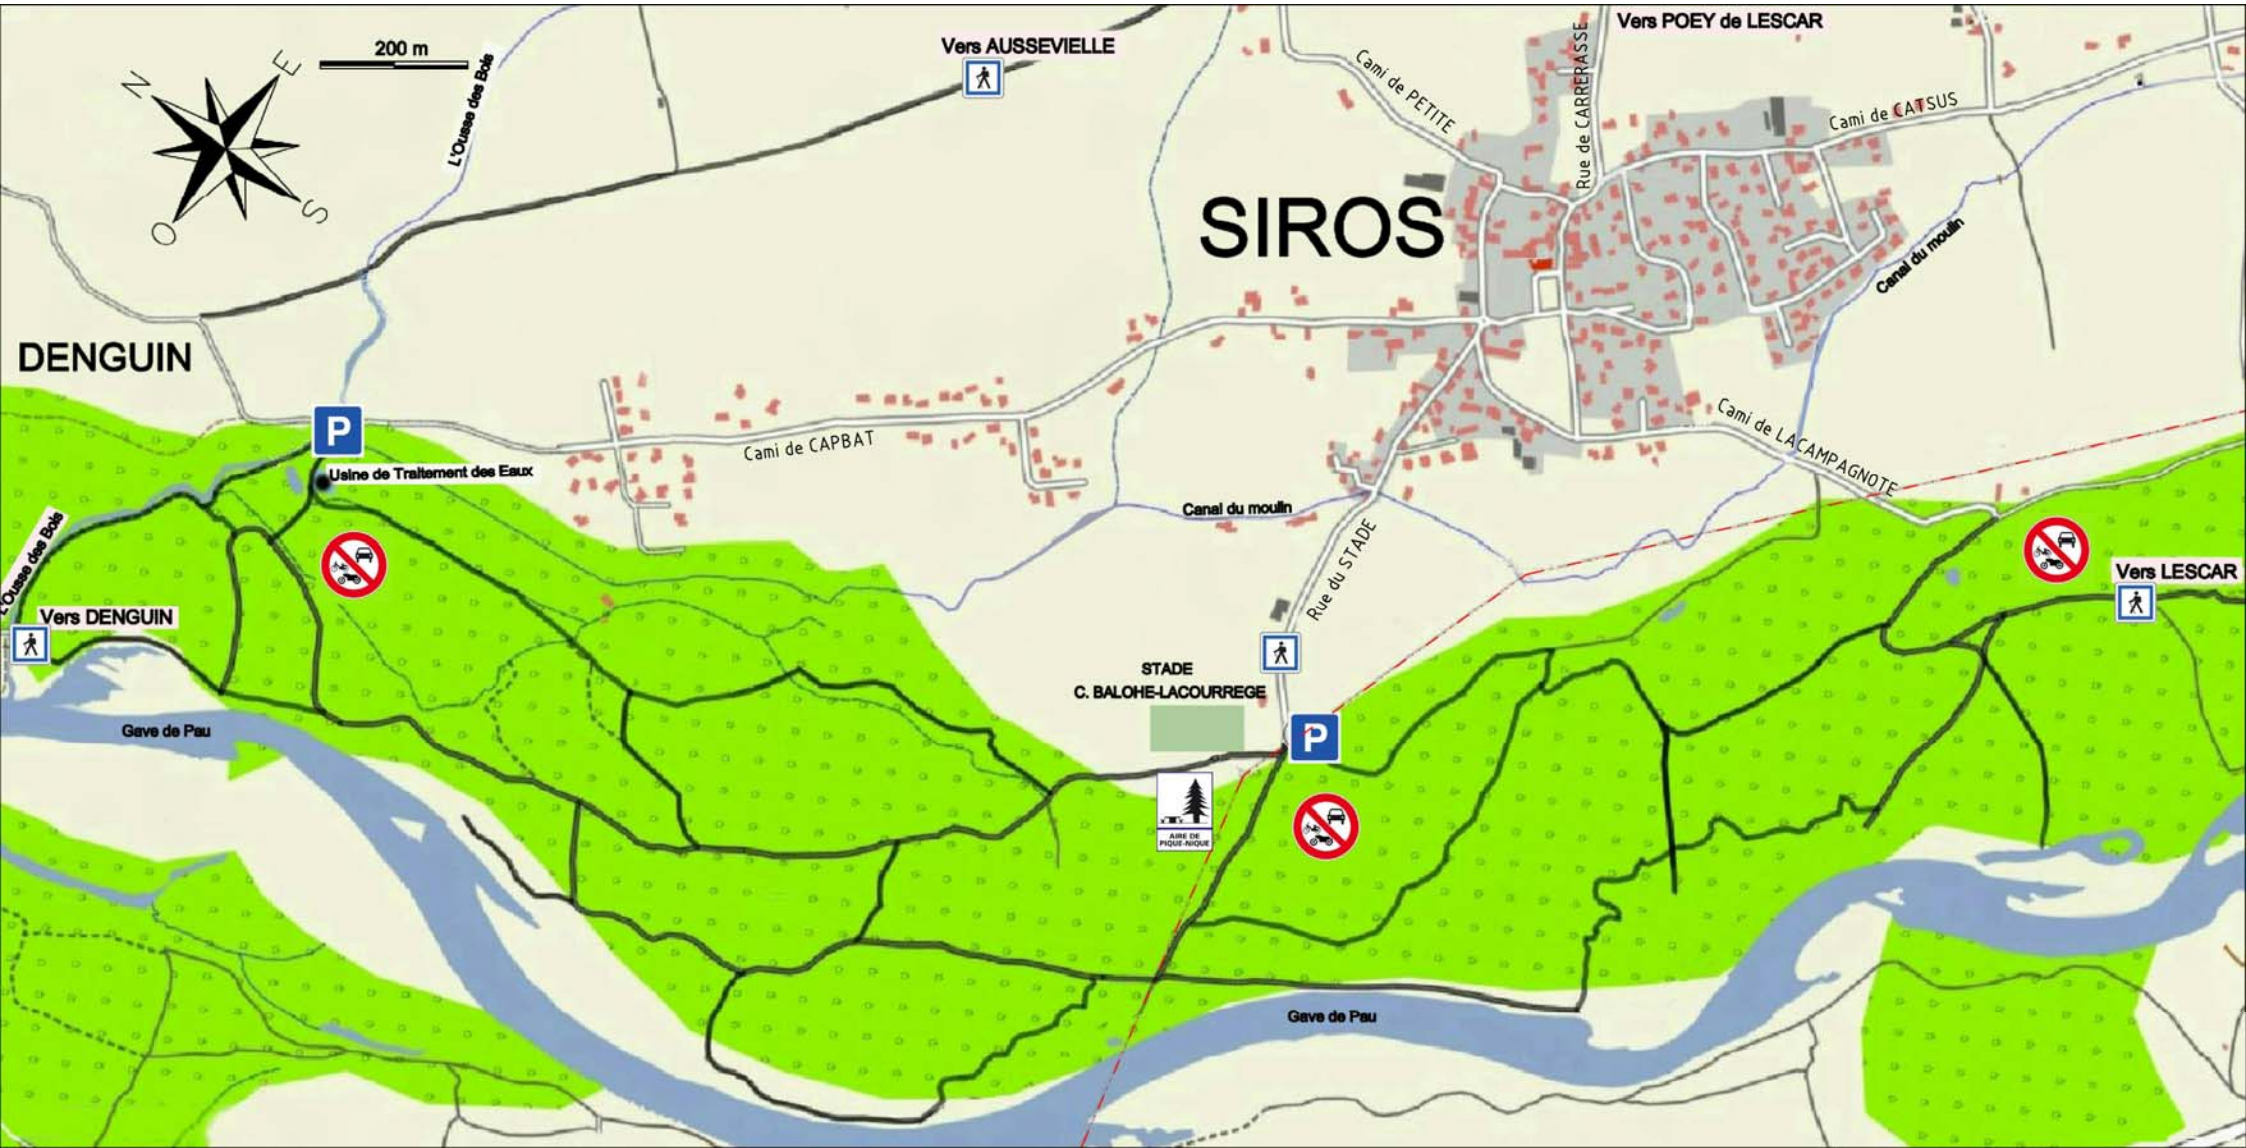 Vers POEY de LESCAR
200 m
N
E
S
O
L'Ousse des Bois
Vers AUSSEVIELLE
Cami de PETITE
Rue de CARRERASSE
Cami de CATSUS
SIROS
Canal du moulin
DENGUIN
P
Usine de Traitement des Eaux
Cami de CAPBAT
Cami de LACAMPAGNOTE
Canal du moulin
Rue du STADE
L'Ousse des Bois
Vers DENGUIN
Vers LESCAR
STADE
C. BALOHE-LACOURREGE
P
Gave de Pau
AIRE DE
PIQUE-NIQUE
Gave de Pau